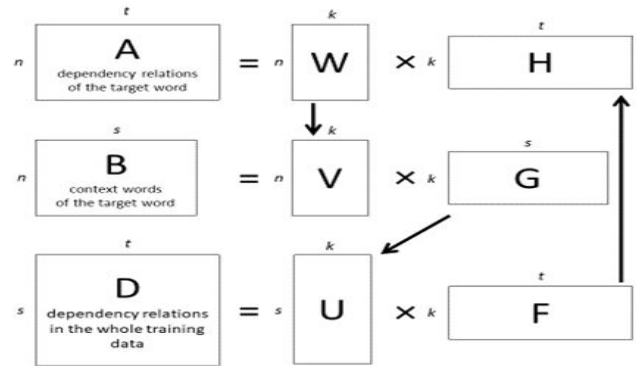 t k t
n A = n W × k H
dependency relations
of the target word
s k s
n B = n V × k G
context words
of the target word
t k t
s D = s U × k F
dependency relations
in the whole training
data